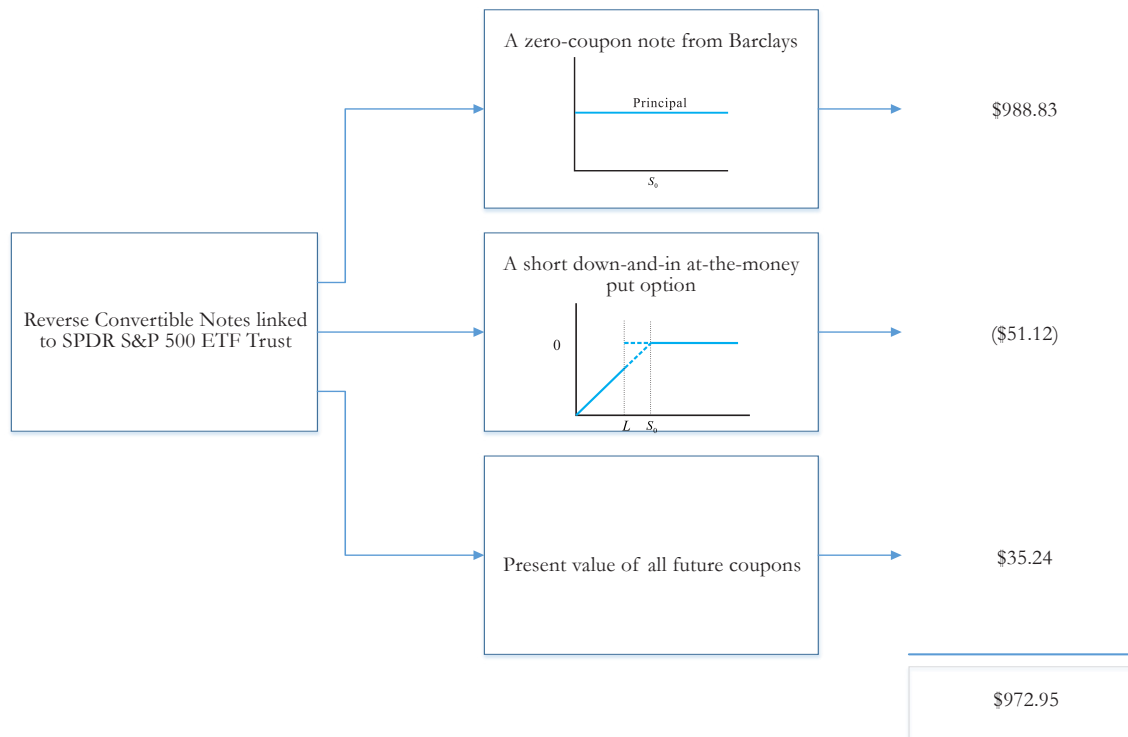 A zero-coupon note from Barclays
Principal
S₀
$988.83
Reverse Convertible Notes linked
to SPDR S&P 500 ETF Trust
A short down-and-in at-the-money
put option
0
L S₀
($51.12)
Present value of all future coupons
$35.24
$972.95